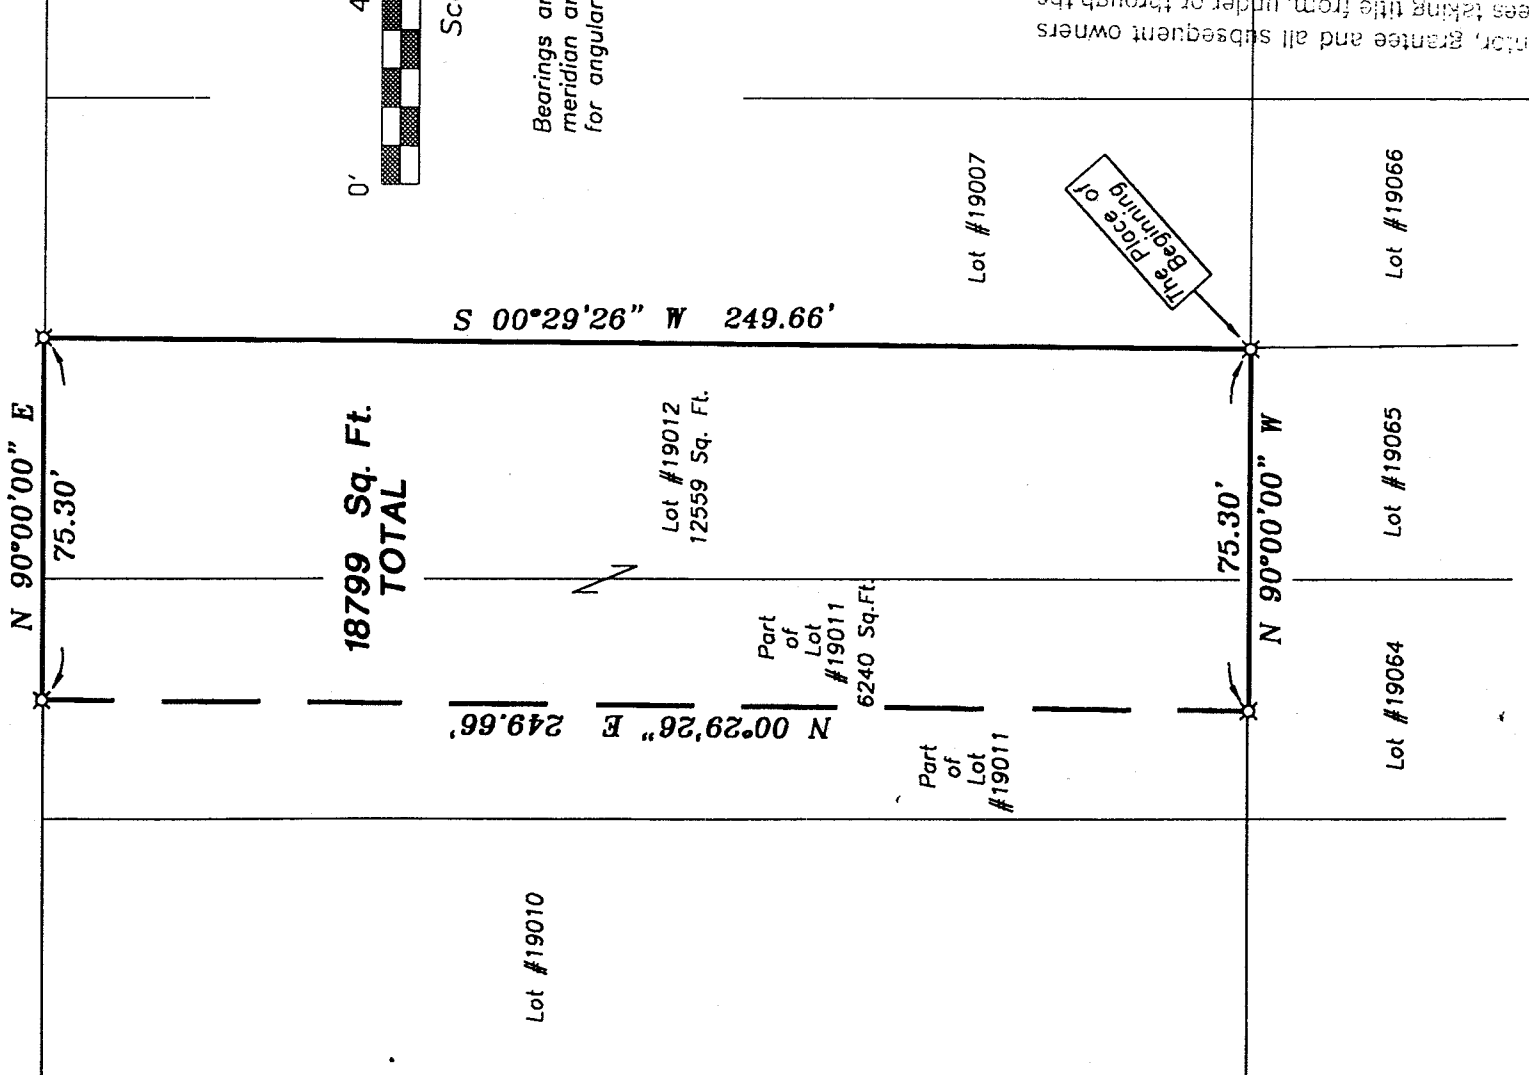 N 90°00'00" E
75.30'
18799 Sq. Ft.
TOTAL
0'
4
Sc
Bearings a
meridian a
for angular
S 00°29'26" W 249.66'
Lot #19012
12559 Sq. Ft.
Part
of
Lot
#19011
6240 Sq.Ft.
N 00°29'26" E 249.66'
Part
of
Lot
#19011
Lot #19010
Lot #19007
The Place of
Beginning
75.30'
N 90°00'00" W
Lot #19066
Lot #19065
Lot #19064
ntor, grantee and all subsequent owners
ees taking title from, under or through the